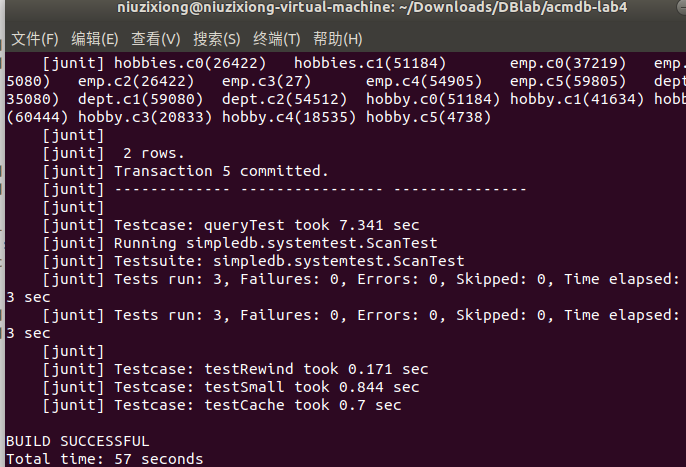 niuzixiong@niuzixiong-virtual-machine: ~/Downloads/DBlab/acmdb-lab4
文件(F) 编辑(E) 查看(V) 搜索(S) 终端(T) 帮助(H)
[junit] hobbies.c0(26422) hobbies.c1(51184) emp.c0(37219) emp.
5080) emp.c2(26422) emp.c3(27) emp.c4(54905) emp.c5(59805) dept
35080) dept.c1(59080) dept.c2(54512) hobby.c0(51184) hobby.c1(41634) hobb
(60444) hobby.c3(20833) hobby.c4(18535) hobby.c5(4738)
[junit]
[junit] 2 rows.
[junit] Transaction 5 committed.
[junit] ------------- ---------------- ---------------
[junit]
[junit] Testcase: queryTest took 7.341 sec
[junit] Running simpledb.systemtest.ScanTest
[junit] Testsuite: simpledb.systemtest.ScanTest
[junit] Tests run: 3, Failures: 0, Errors: 0, Skipped: 0, Time elapsed:
3 sec
[junit] Tests run: 3, Failures: 0, Errors: 0, Skipped: 0, Time elapsed:
3 sec
[junit]
[junit] Testcase: testRewind took 0.171 sec
[junit] Testcase: testSmall took 0.844 sec
[junit] Testcase: testCache took 0.7 sec
BUILD SUCCESSFUL
Total time: 57 seconds